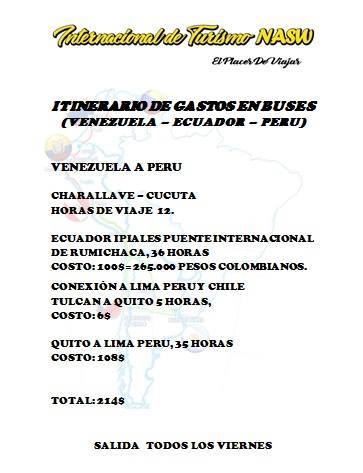 Internacional de Turismo NASW
El Placer De Viajar
ITINERARIO DE GASTOS EN BUSES
(VENEZUELA – ECUADOR – PERU)
VENEZUELA A PERU
CHARALLAVE – CUCUTA
HORAS DE VIAJE 12.
ECUADOR IPIALES PUENTE INTERNACIONAL
DE RUMICHACA, 36 HORAS
COSTO: 100$ = 265.000 PESOS COLOMBIANOS.
CONEXIÓN A LIMA PERU Y CHILE
TULCAN A QUITO 5 HORAS,
COSTO: 6$
QUITO A LIMA PERU, 35 HORAS
COSTO: 108$
TOTAL: 214$
SALIDA TODOS LOS VIERNES